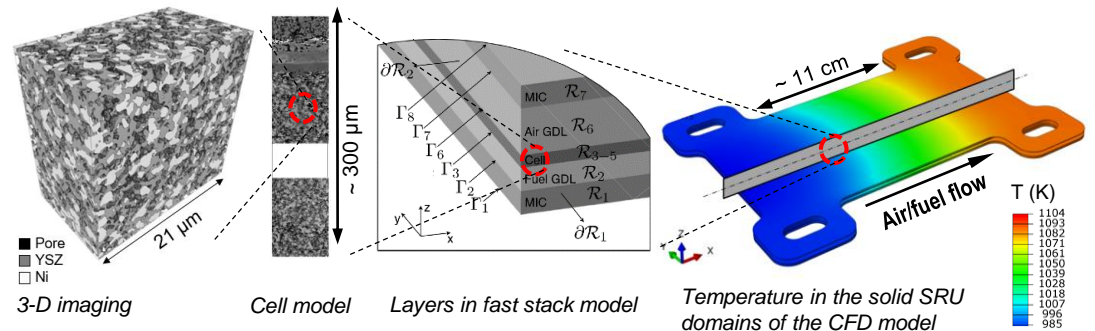 21 µm
Pore
YSZ
Ni
3-D imaging
~ 300 µm
Cell model
∂R₂
Γ₈
Γ₇
Γ₆
Γ₃
Γ₂
Γ₁
MIC R₇
Air GDL R₆
Cell R₃₋₅
Fuel GDL R₂
MIC R₁
∂R₁
z
y
x
Layers in fast stack model
~ 11 cm
Air/fuel flow
Z
Y
X
T (K)
1104
1093
1082
1071
1061
1050
1039
1028
1018
1007
996
985
Temperature in the solid SRU
domains of the CFD model